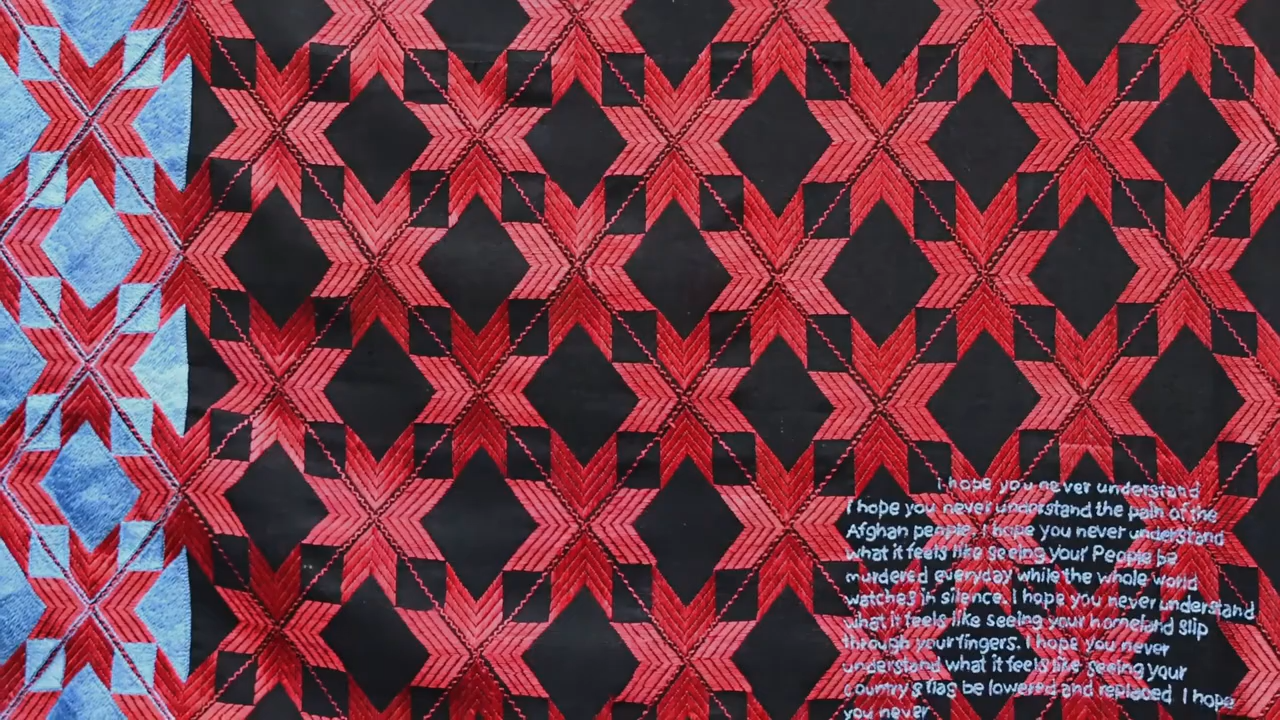 I hope you never understand
I hope you never understand the pain of the
Afghan people. I hope you never understand
what it feels like seeing your People be
murdered everyday while the whole world
watches in silence. I hope you never understand
what it feels like seeing your homeland slip
through your fingers. I hope you never
understand what it feels like seeing your
country's flag be lowered and replaced I hope
you never